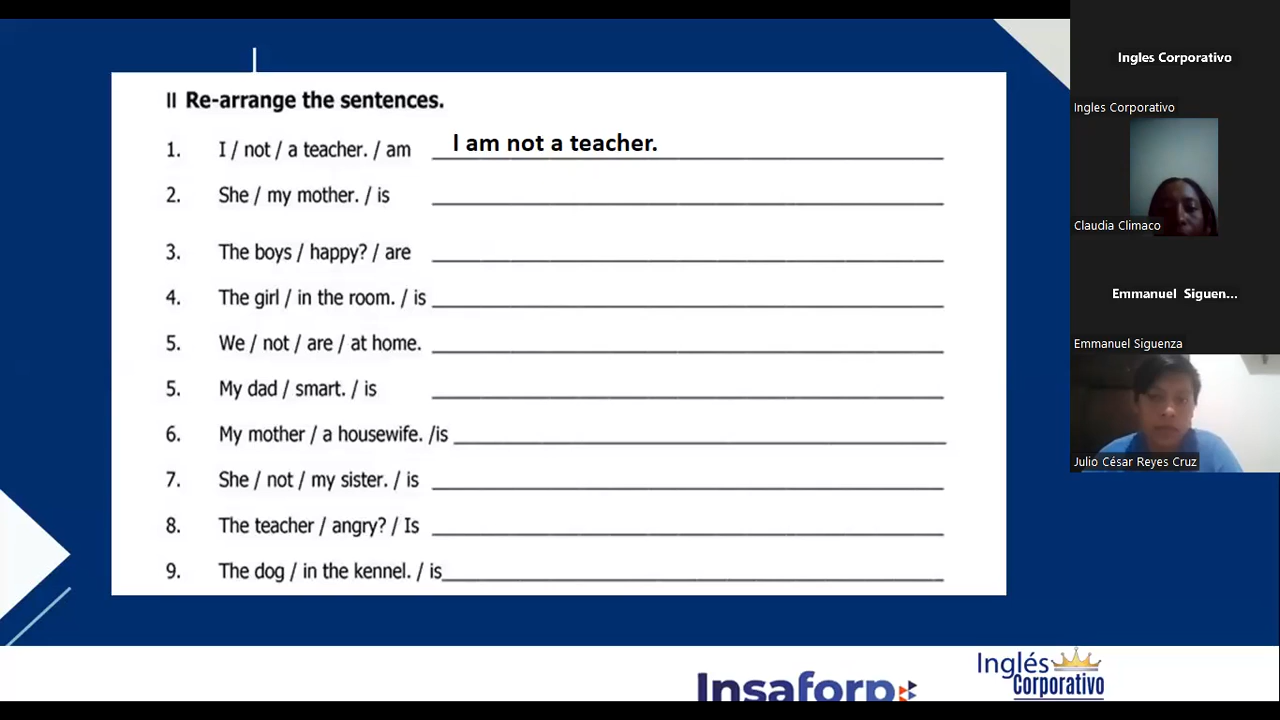 II Re-arrange the sentences.
1. I / not / a teacher. / am I am not a teacher.
2. She / my mother. / is
3. The boys / happy? / are
4. The girl / in the room. / is
5. We / not / are / at home.
5. My dad / smart. / is
6. My mother / a housewife. /is
7. She / not / my sister. / is
8. The teacher / angry? / Is
9. The dog / in the kennel. / is
Insaforp
Inglés
Corporativo
Ingles Corporativo
Ingles Corporativo
Claudia Climaco
Emmanuel Siguen...
Emmanuel Siguenza
Julio César Reyes Cruz